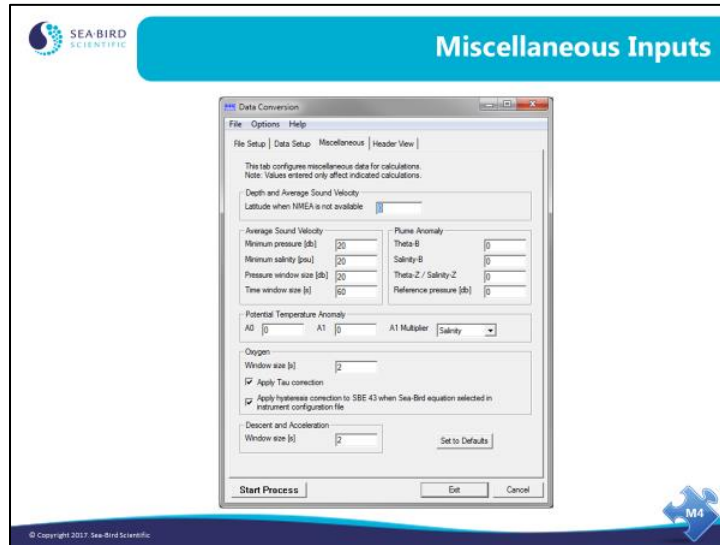 SEA·BIRD
SCIENTIFIC
Miscellaneous Inputs
Data Conversion
File Options Help
File Setup Data Setup Miscellaneous Header View
This tab configures miscellaneous data for calculations.
Note: Values entered only affect indicated calculations.
Depth and Average Sound Velocity
Latitude when NMEA is not available 0
Average Sound Velocity
Minimum pressure [db] 20
Minimum salinity [psu] 20
Pressure window size [db] 20
Time window size [s] 60
Plume Anomaly
Theta-B 0
Salinity-B 0
Theta-Z / Salinity-Z 0
Reference pressure [db] 0
Potential Temperature Anomaly
A0 0 A1 0 A1 Multiplier Salinity
Oxygen
Window size [s] 2
Apply Tau correction
Apply hysteresis correction to SBE 43 when Sea-Bird equation selected in
instrument configuration file
Descent and Acceleration
Window size [s] 2
Set to Defaults
Start Process Exit Cancel
M4
© Copyright 2017. Sea-Bird Scientific